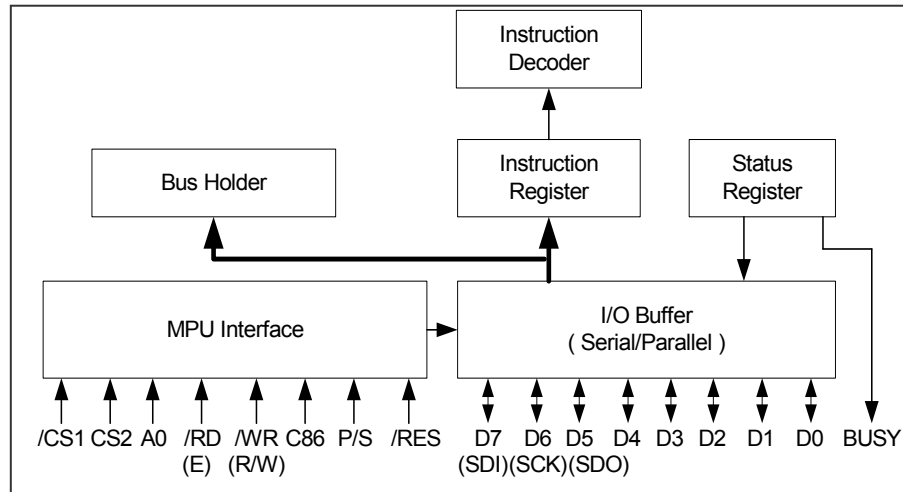 Instruction
Decoder
Bus Holder
Instruction
Register
Status
Register
MPU Interface
I/O Buffer
( Serial/Parallel )
/CS1 CS2 A0 /RD /WR C86 P/S /RES D7 D6 D5 D4 D3 D2 D1 D0 BUSY
(E) (R/W) (SDI)(SCK)(SDO)